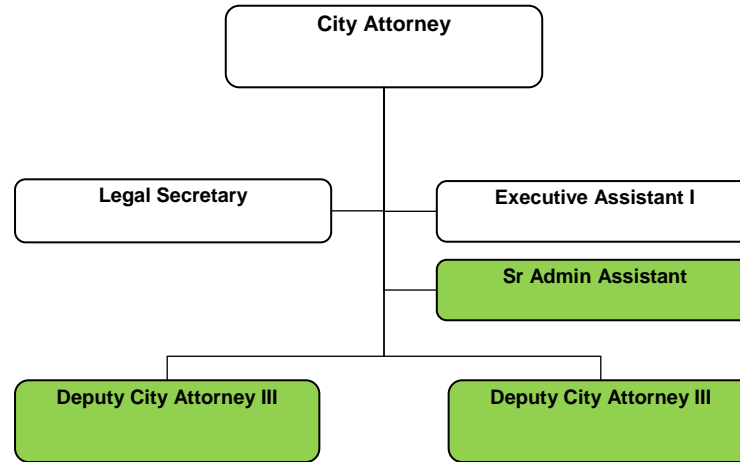 City Attorney
Legal Secretary
Executive Assistant I
Sr Admin Assistant
Deputy City Attorney III
Deputy City Attorney III